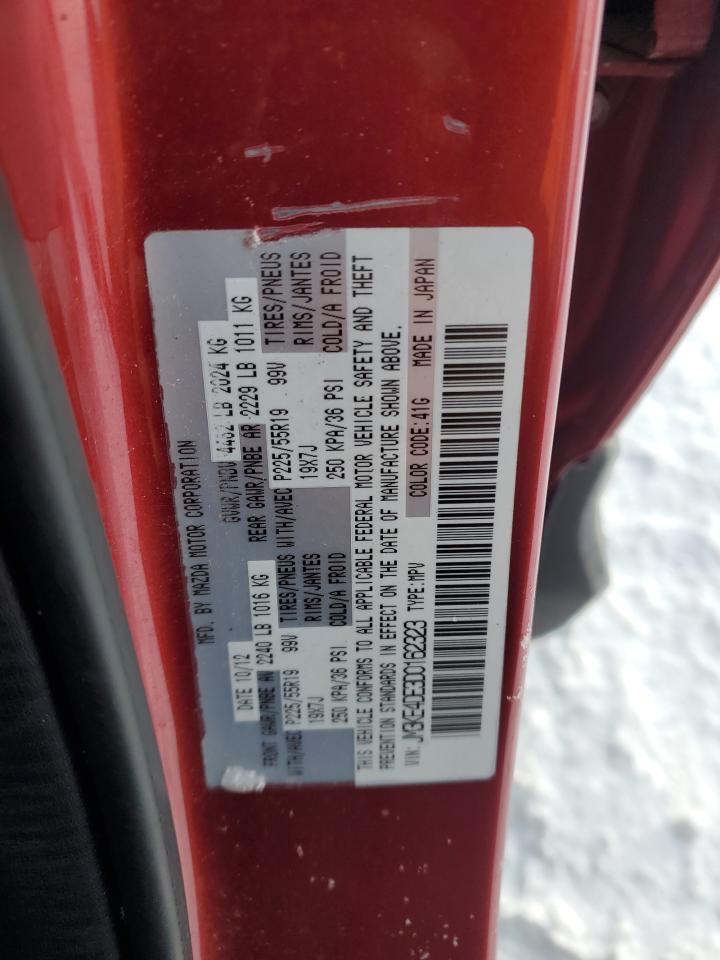 MFD. BY MAZDA MOTOR CORPORATION
DATE 10/12 GVWR/PNBV 4462 LB 2024 KG
FRONT GAWR/PNBE AV 2240 LB 1016 KG REAR GAWR/PNBE AR 2229 LB 1011 KG
WITH/AVEC P225/55R19 99V TIRES/PNEUS WITH/AVEC P225/55R19 99V TIRES/PNEUS
19X7J RIMS/JANTES 19X7J RIMS/JANTES
250 KPA/36 PSI COLD/A FROID 250 KPA/36 PSI COLD/A FROID
THIS VEHICLE CONFORMS TO ALL APPLICABLE FEDERAL MOTOR VEHICLE SAFETY AND THEFT
PREVENTION STANDARDS IN EFFECT ON THE DATE OF MANUFACTURE SHOWN ABOVE.
VIN: JM3KE4DE3D0162323 TYPE:MPV COLOR CODE:41G MADE IN JAPAN